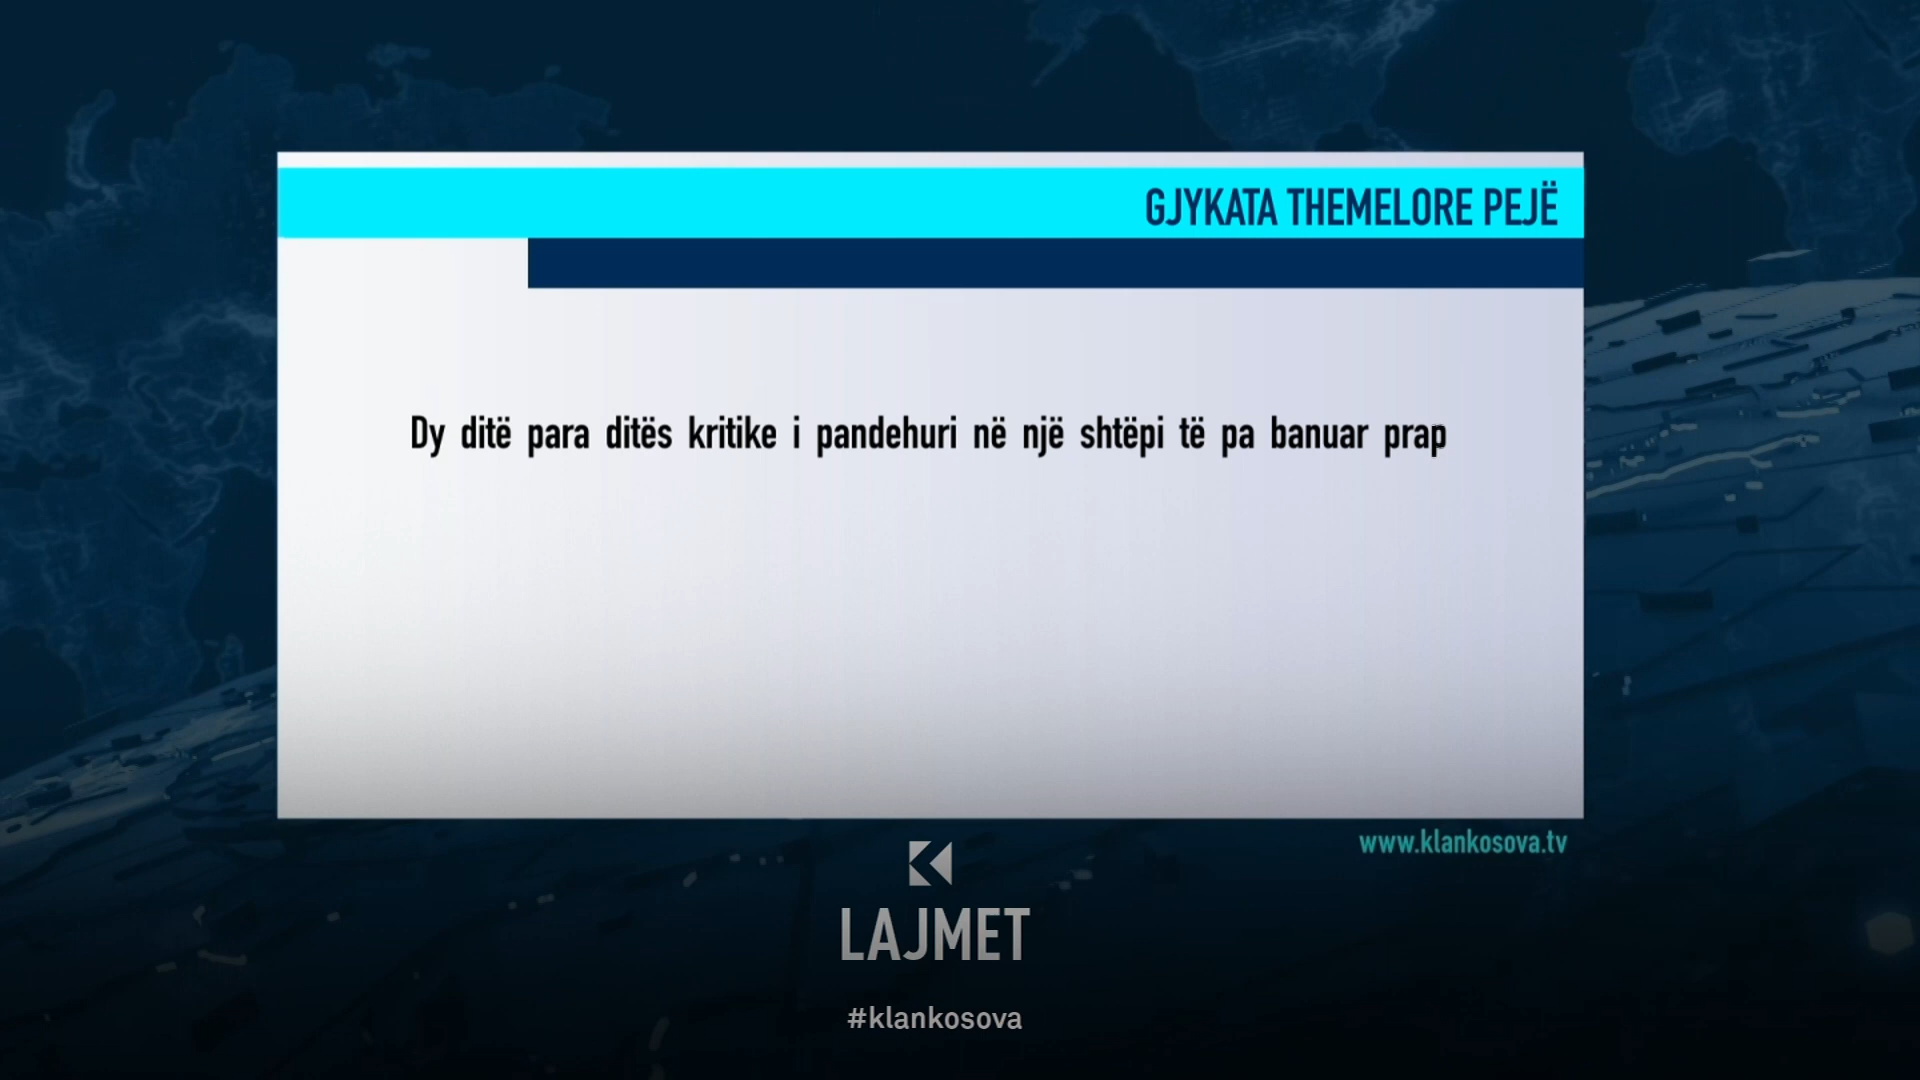 GJYKATA THEMELORE PEJË
Dy ditë para ditës kritike i pandehuri në një shtëpi të pa banuar prap
www.klankosova.tv
LAJMET
#klankosova